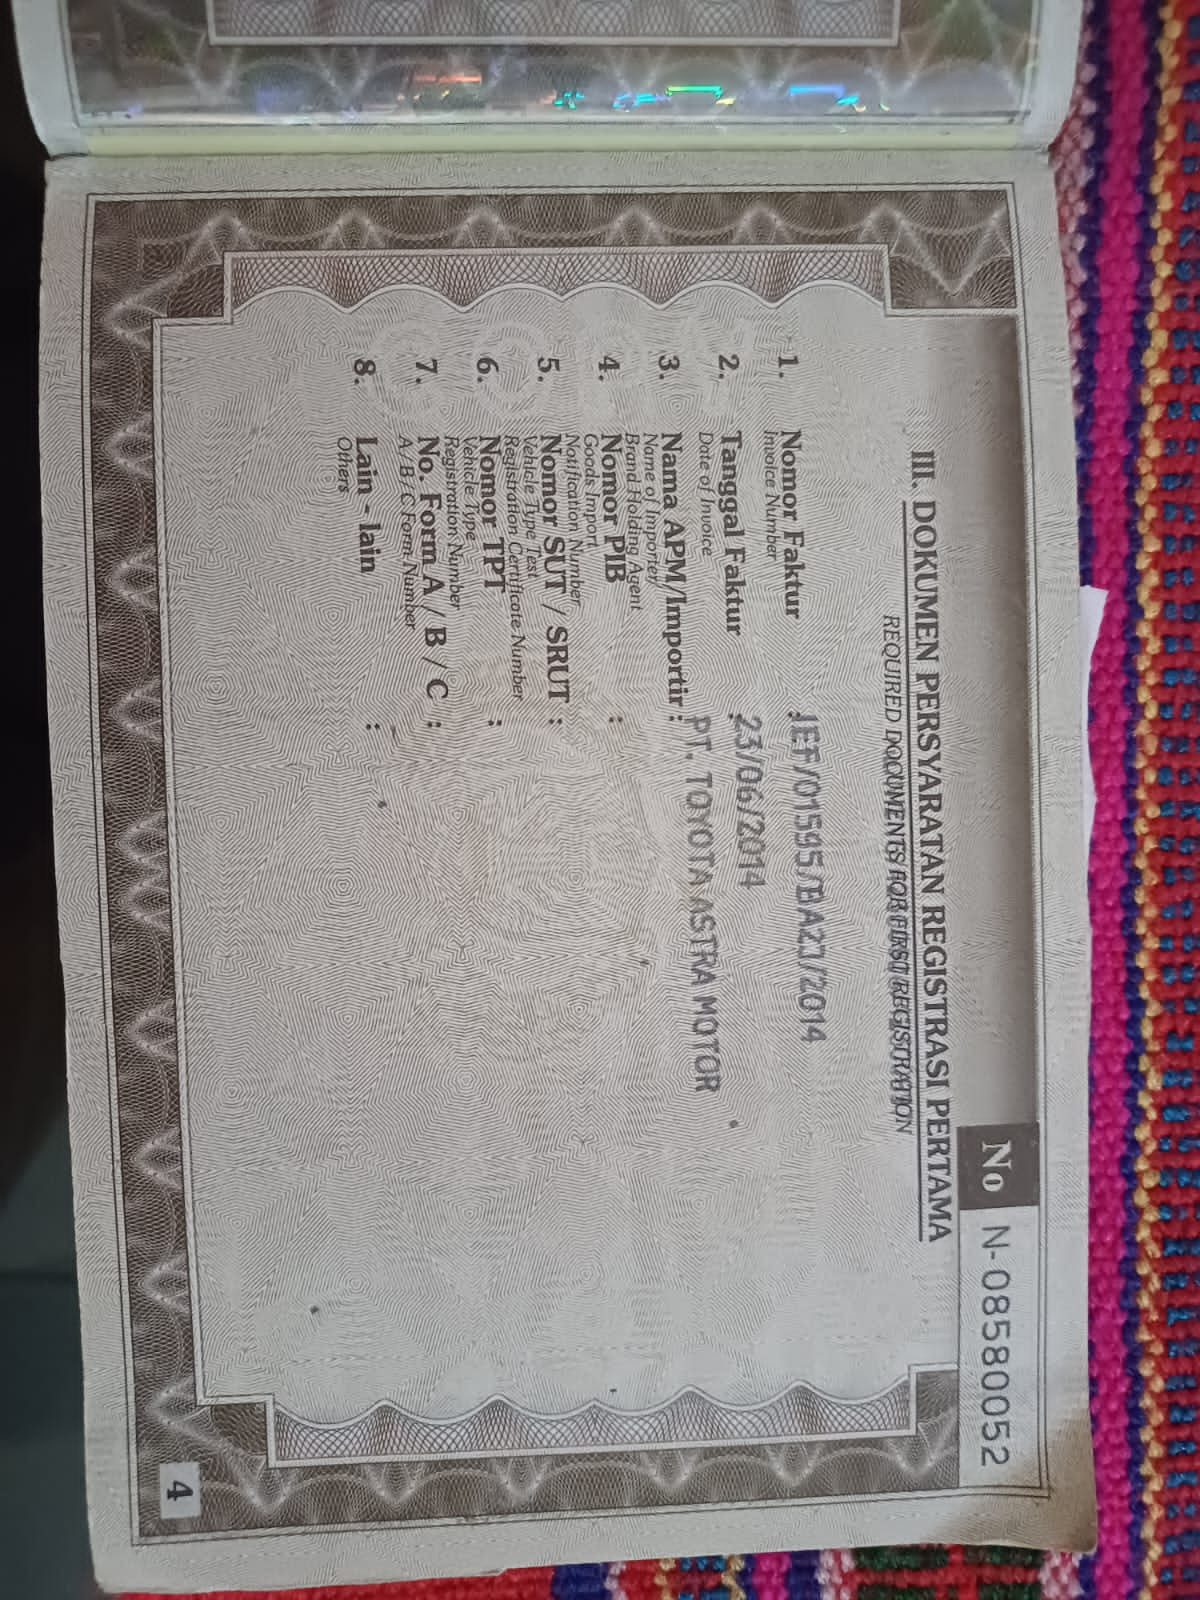 No N-08580052
III. DOKUMEN PERSYARATAN REGISTRASI PERTAMA
REQUIRED DOCUMENTS FOR FIRST REGISTRATION
1. Nomor Faktur : JEF/01595/BA2J/2014
Invoice Number
2. Tanggal Faktur : 23/06/2014
Date of Invoice
3. Nama APM/Importir : PT. TOYOTA ASTRA MOTOR
Name of Importer/
Brand Holding Agent
4. Nomor PIB :
Goods Import
Notification Number
5. Nomor SUT / SRUT :
Vehicle Type Test
Registration Certificate Number
6. Nomor TPT :
Vehicle Type
Registration Number
7. No. Form A / B / C :
A / B / C Form Number
8. Lain - lain :
Others
4